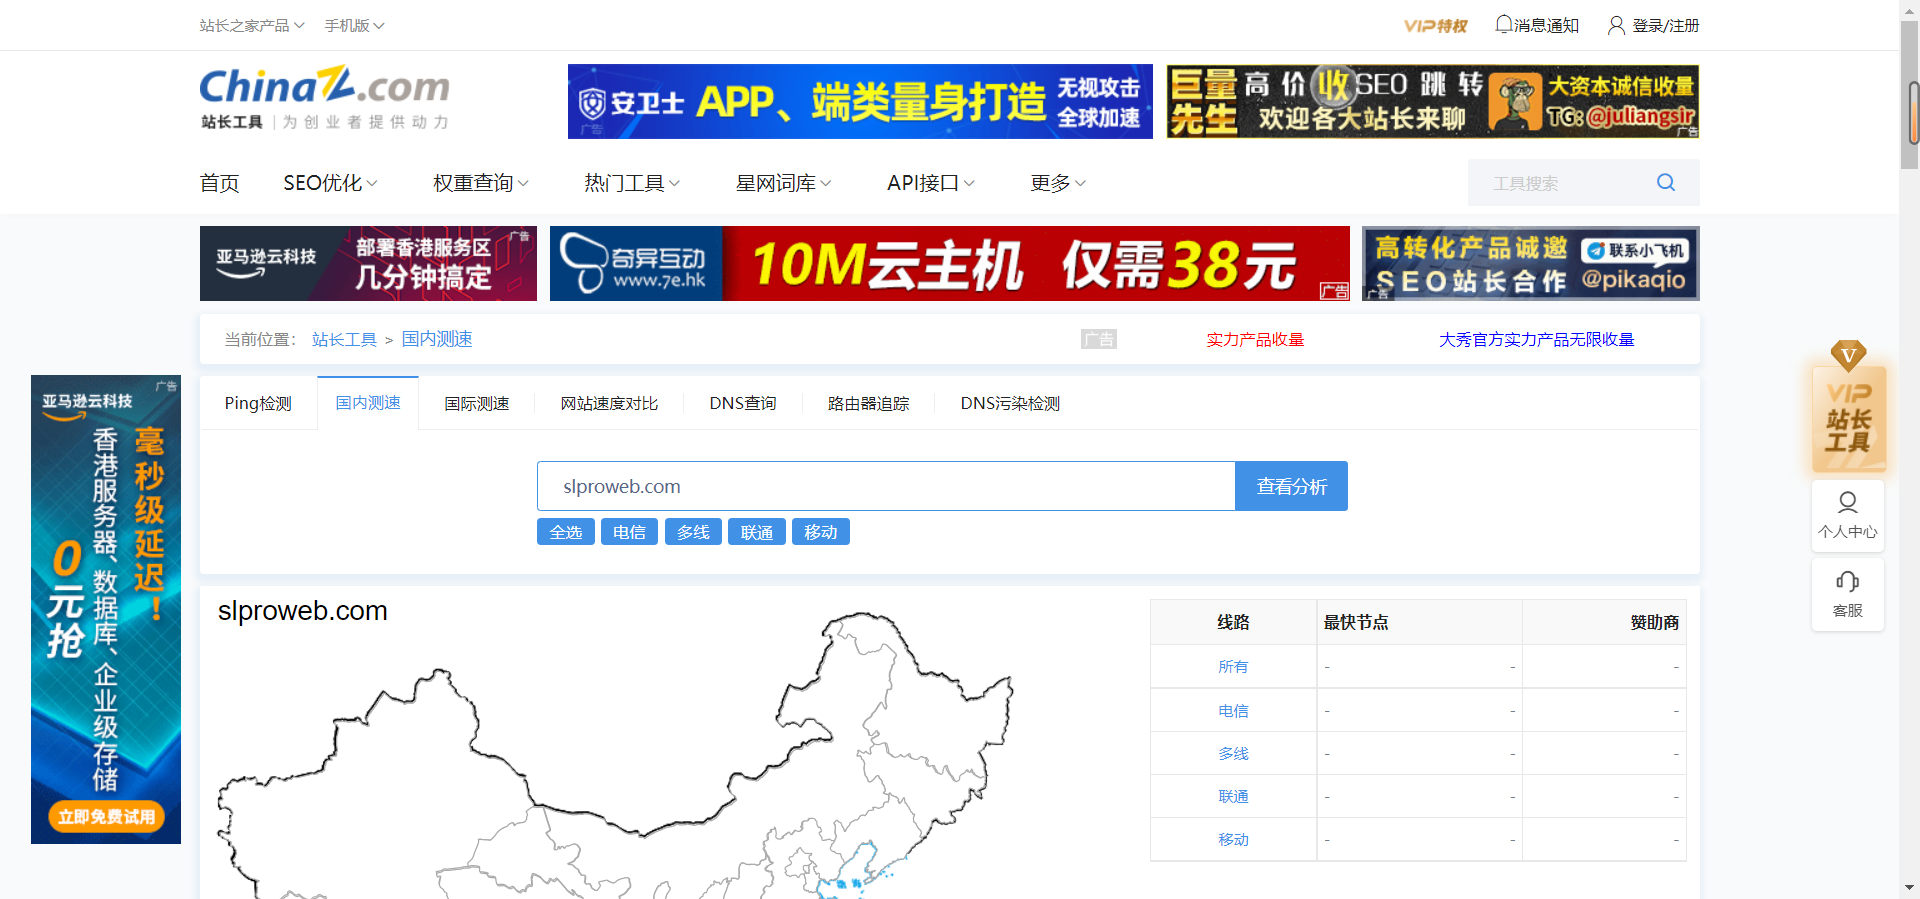 站长之家产品 手机版 VIP特权 消息通知 登录/注册
ChinaZ.com
站长工具 | 为创业者提供动力
安卫士 APP、端类量身打造 无视攻击 全球加速
广告
巨量先生 高价收SEO跳转 大资本诚信收量
欢迎各大站长来聊 TG:@juliangsir
广告
首页 SEO优化 权重查询 热门工具 星网词库 API接口 更多 工具搜索
亚马逊云科技 部署香港服务区 广告
几分钟搞定
奇异互动 10M云主机 仅需38元
www.7e.hk 广告
高转化产品诚邀 联系小飞机
SEO站长合作 @pikaqio
广告
当前位置： 站长工具 > 国内测速 广告 实力产品收量 大秀官方实力产品无限收量
Ping检测 国内测速 国际测速 网站速度对比 DNS查询 路由器追踪 DNS污染检测
slproweb.com 查看分析
全选 电信 多线 联通 移动
slproweb.com
线路 最快节点 赞助商
所有 - - -
电信 - - -
多线 - - -
联通 - - -
移动 - - -
广告
亚马逊云科技
毫秒级延迟！
香港服务器、数据库、企业级存储
0元抢
立即免费试用
V
VIP
站长
工具
个人中心
客服